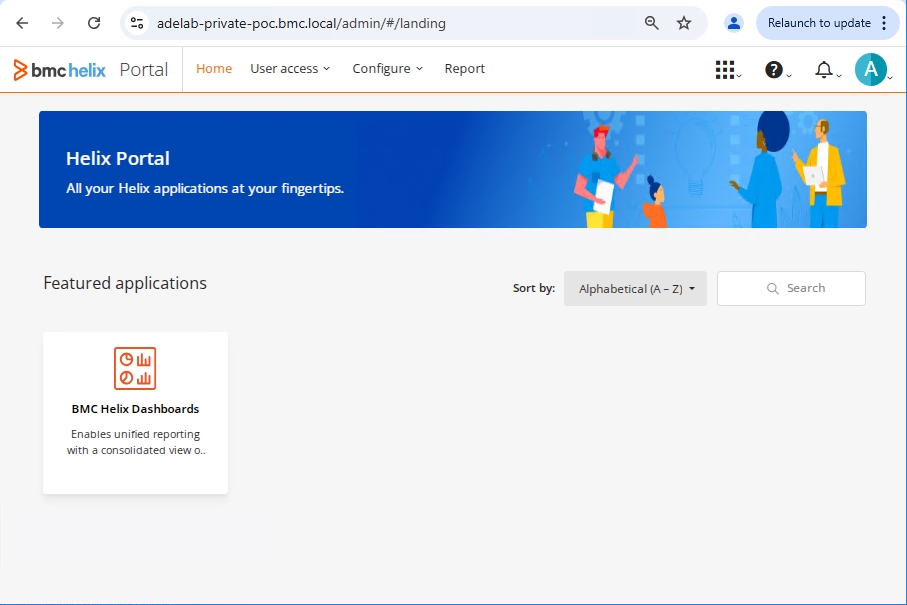 adelab-private-poc.bmc.local/admin/#/landing
Relaunch to update
bmc helix Portal
Home
User access
Configure
Report
?
A
Helix Portal
All your Helix applications at your fingertips.
Featured applications
Sort by:
Alphabetical (A – Z)
Search
BMC Helix Dashboards
Enables unified reporting
with a consolidated view o..